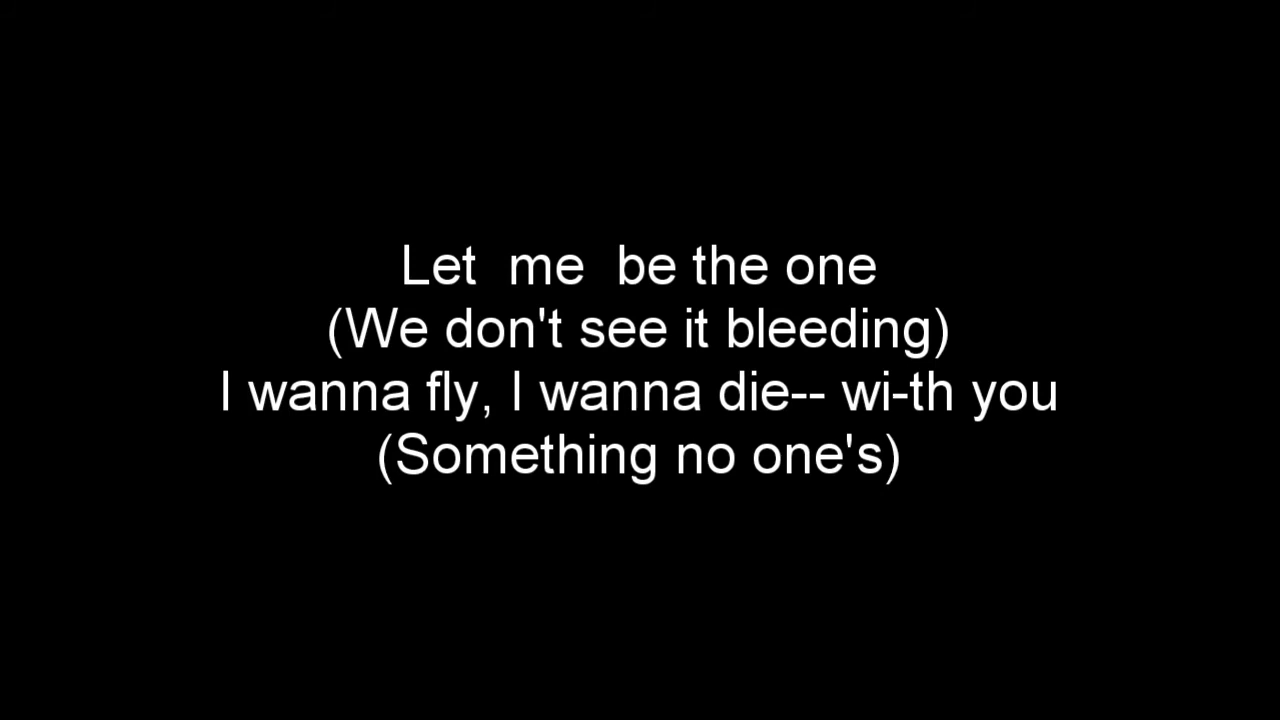 Let  me  be the one
(We don't see it bleeding)
I wanna fly, I wanna die-- wi-th you
(Something no one's)